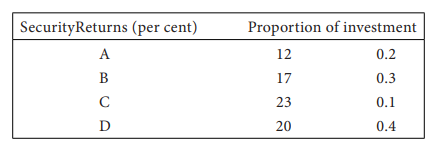 SecurityReturns (per cent) Proportion of investment
A 12 0.2
B 17 0.3
C 23 0.1
D 20 0.4